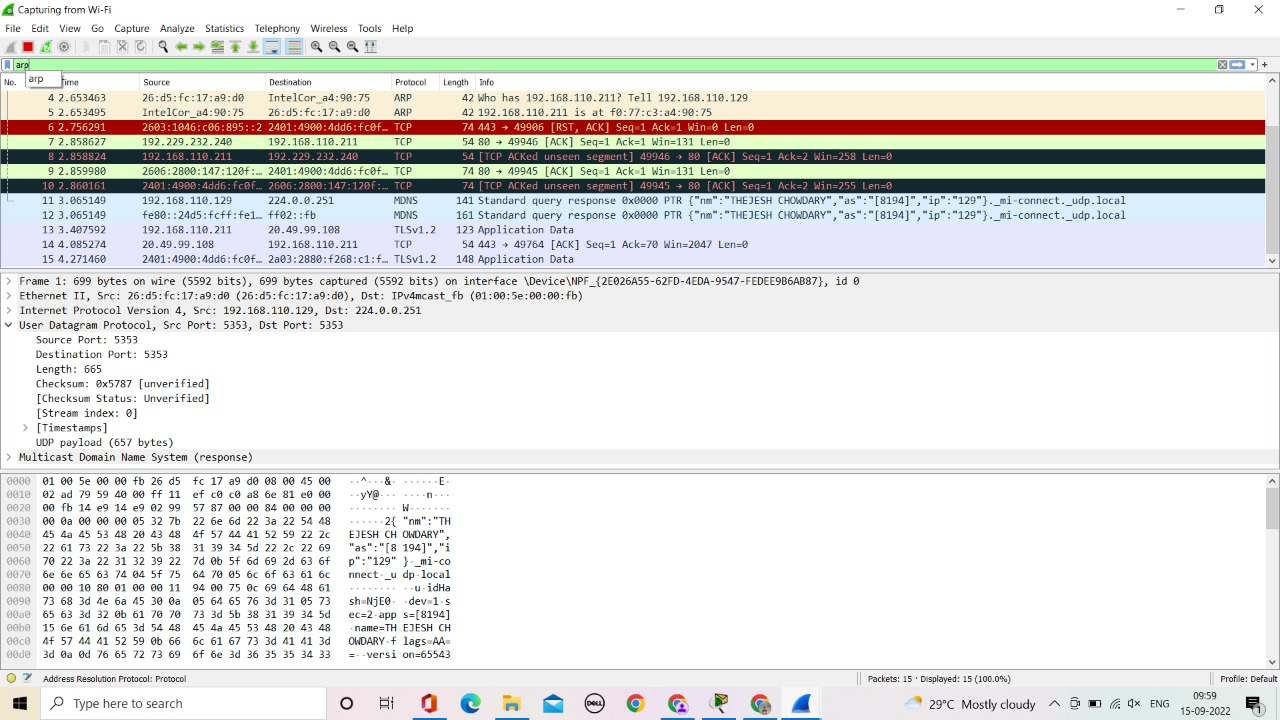 Capturing from Wi-Fi
File Edit View Go Capture Analyze Statistics Telephony Wireless Tools Help
arp
arp
No. Time Source Destination Protocol Length Info
4 2.653463 26:d5:fc:17:a9:d0 IntelCor_a4:90:75 ARP 42 Who has 192.168.110.211? Tell 192.168.110.129
5 2.653495 IntelCor_a4:90:75 26:d5:fc:17:a9:d0 ARP 42 192.168.110.211 is at f0:77:c3:a4:90:75
6 2.756291 2603:1046:c06:895::2 2401:4900:4dd6:fc0f… TCP 74 443 → 49906 [RST, ACK] Seq=1 Ack=1 Win=0 Len=0
7 2.858627 192.229.232.240 192.168.110.211 TCP 54 80 → 49946 [ACK] Seq=1 Ack=1 Win=131 Len=0
8 2.858824 192.168.110.211 192.229.232.240 TCP 54 [TCP ACKed unseen segment] 49946 → 80 [ACK] Seq=1 Ack=2 Win=258 Len=0
9 2.859980 2606:2800:147:120f:… 2401:4900:4dd6:fc0f… TCP 74 80 → 49945 [ACK] Seq=1 Ack=1 Win=131 Len=0
10 2.860161 2401:4900:4dd6:fc0f… 2606:2800:147:120f:… TCP 74 [TCP ACKed unseen segment] 49945 → 80 [ACK] Seq=1 Ack=2 Win=255 Len=0
11 3.065149 192.168.110.129 224.0.0.251 MDNS 141 Standard query response 0x0000 PTR {"nm":"THEJESH CHOWDARY","as":"[8194]","ip":"129"}._mi-connect._udp.local
12 3.065149 fe80::24d5:fcff:fe1… ff02::fb MDNS 161 Standard query response 0x0000 PTR {"nm":"THEJESH CHOWDARY","as":"[8194]","ip":"129"}._mi-connect._udp.local
13 3.407592 192.168.110.211 20.49.99.108 TLSv1.2 123 Application Data
14 4.085274 20.49.99.108 192.168.110.211 TCP 54 443 → 49764 [ACK] Seq=1 Ack=70 Win=2047 Len=0
15 4.271460 2401:4900:4dd6:fc0f… 2a03:2880:f268:c1:f… TLSv1.2 148 Application Data
Frame 1: 699 bytes on wire (5592 bits), 699 bytes captured (5592 bits) on interface \Device\NPF_{2E026A55-62FD-4EDA-9547-FEDEE9B6AB87}, id 0
Ethernet II, Src: 26:d5:fc:17:a9:d0 (26:d5:fc:17:a9:d0), Dst: IPv4mcast_fb (01:00:5e:00:00:fb)
Internet Protocol Version 4, Src: 192.168.110.129, Dst: 224.0.0.251
User Datagram Protocol, Src Port: 5353, Dst Port: 5353
Source Port: 5353
Destination Port: 5353
Length: 665
Checksum: 0x5787 [unverified]
[Checksum Status: Unverified]
[Stream index: 0]
[Timestamps]
UDP payload (657 bytes)
Multicast Domain Name System (response)
0000 01 00 5e 00 00 fb 26 d5 fc 17 a9 d0 08 00 45 00 ··^···&· ······E·
0010 02 ad 79 59 40 00 ff 11 ef c0 c0 a8 6e 81 e0 00 ··yY@··· ····n···
0020 00 fb 14 e9 14 e9 02 99 57 87 00 00 84 00 00 00 ········ W·······
0030 00 0a 00 00 00 05 32 7b 22 6e 6d 22 3a 22 54 48 ······2{ "nm":"TH
0040 45 4a 45 53 48 20 43 48 4f 57 44 41 52 59 22 2c EJESH CH OWDARY",
0050 22 61 73 22 3a 22 5b 38 31 39 34 5d 22 2c 22 69 "as":"[8 194]","i
0060 70 22 3a 22 31 32 39 22 7d 0b 5f 6d 69 2d 63 6f p":"129" }·_mi-co
0070 6e 6e 65 63 74 04 5f 75 64 70 05 6c 6f 63 61 6c nnect·_u dp·local
0080 00 00 10 80 01 00 00 11 94 00 75 0c 69 64 48 61 ········ ··u·idHa
0090 73 68 3d 4e 6a 45 30 0a 05 64 65 76 3d 31 05 73 sh=NjE0· ·dev=1·s
00a0 65 63 3d 32 0b 61 70 70 73 3d 5b 38 31 39 34 5d ec=2·app s=[8194]
00b0 15 6e 61 6d 65 3d 54 48 45 4a 45 53 48 20 43 48 ·name=TH EJESH CH
00c0 4f 57 44 41 52 59 0b 66 6c 61 67 73 3d 41 41 3d OWDARY·f lags=AA=
00d0 3d 0a 0d 76 65 72 73 69 6f 6e 3d 36 35 35 34 33 =··versi on=65543
Address Resolution Protocol: Protocol Packets: 15 · Displayed: 15 (100.0%) Profile: Default
Type here to search DELL 29°C Mostly cloudy ENG 09:59
15-09-2022 1